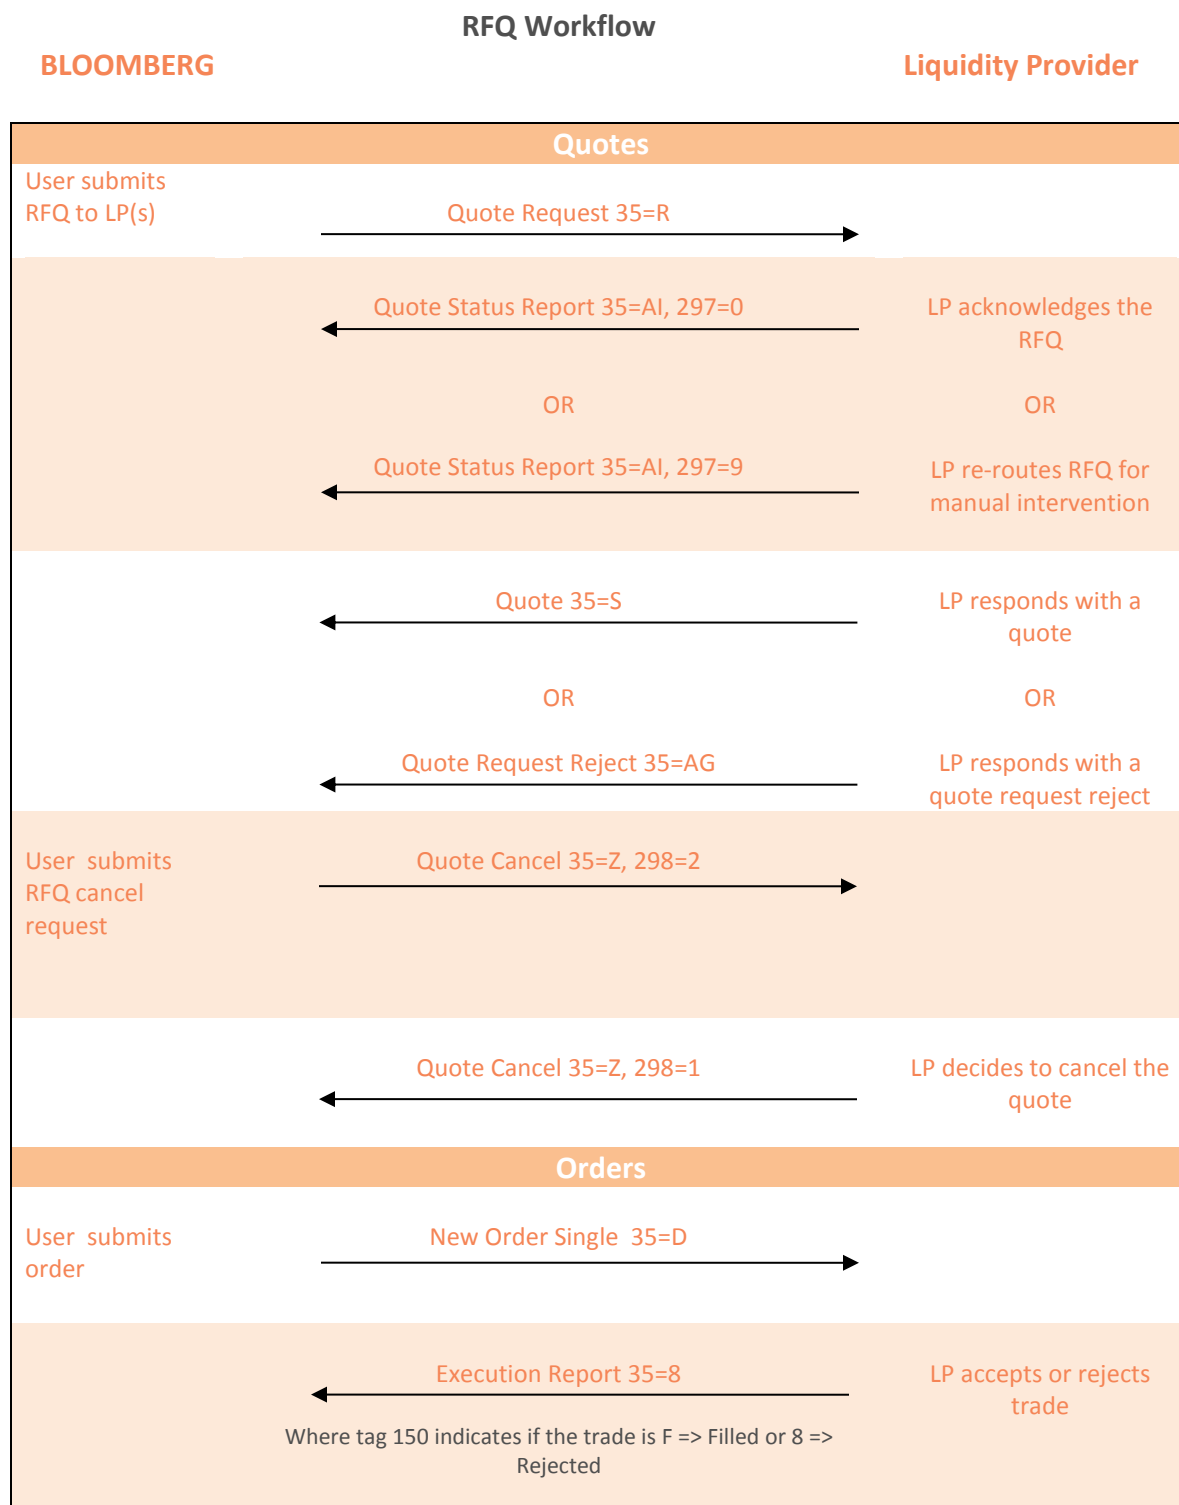 RFQ Workflow
BLOOMBERG
Liquidity Provider
Quotes
User submits
RFQ to LP(s)
Quote Request 35=R
Quote Status Report 35=AI, 297=0
LP acknowledges the
RFQ
OR
OR
Quote Status Report 35=AI, 297=9
LP re-routes RFQ for
manual intervention
Quote 35=S
LP responds with a
quote
OR
OR
Quote Request Reject 35=AG
LP responds with a
quote request reject
User  submits
RFQ cancel
request
Quote Cancel 35=Z, 298=2
Quote Cancel 35=Z, 298=1
LP decides to cancel the
quote
Orders
User  submits
order
New Order Single  35=D
Execution Report 35=8
LP accepts or rejects
trade
Where tag 150 indicates if the trade is F => Filled or 8 =>
Rejected